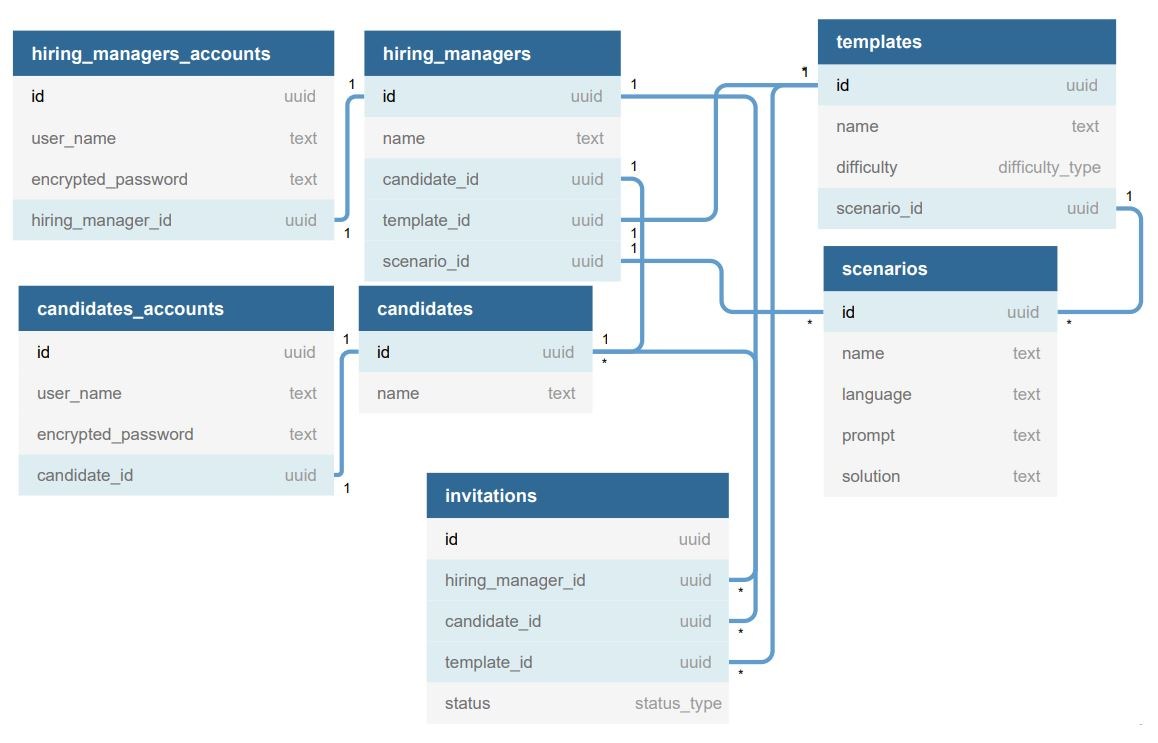 hiring_managers_accounts
id uuid
user_name text
encrypted_password text
hiring_manager_id uuid
1
1
hiring_managers
id uuid
name text
candidate_id uuid
template_id uuid
scenario_id uuid
1
1
1
1
templates
id uuid
name text
difficulty difficulty_type
scenario_id uuid
*
1
1
scenarios
id uuid
name text
language text
prompt text
solution text
*
*
candidates_accounts
id uuid
user_name text
encrypted_password text
candidate_id uuid
1
1
candidates
id uuid
name text
1
*
invitations
id uuid
hiring_manager_id uuid
candidate_id uuid
template_id uuid
status status_type
*
*
*